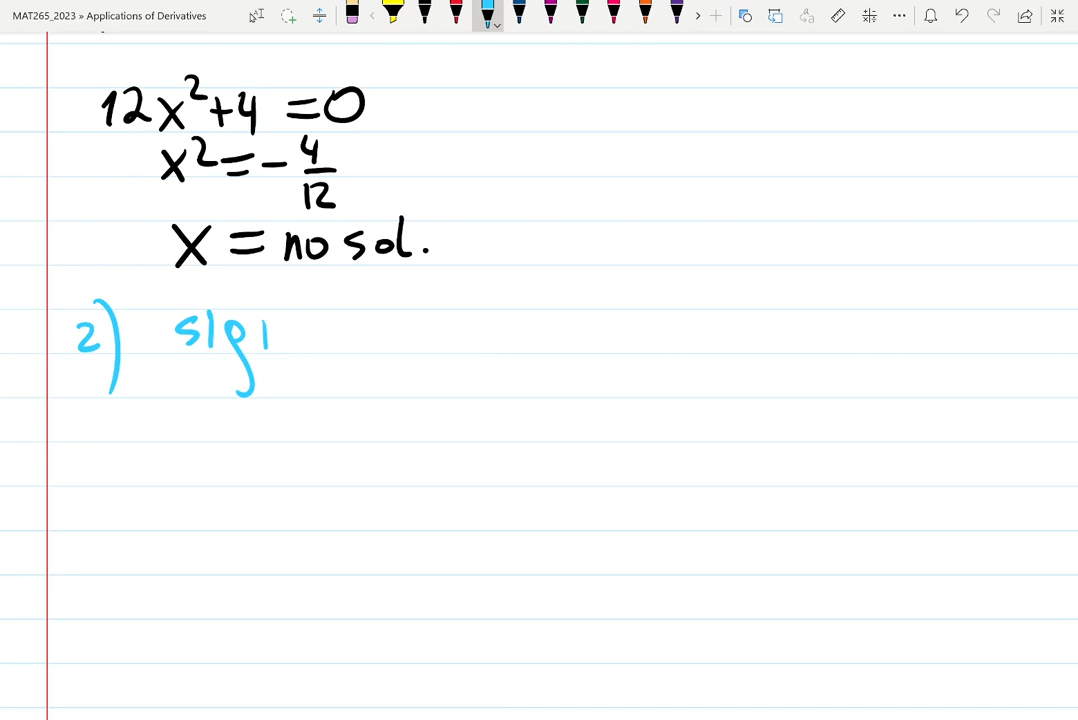 MAT265_2023 » Applications of Derivatives
12x²+4 =0
x²=-4/12
x = no sol.
2) sig